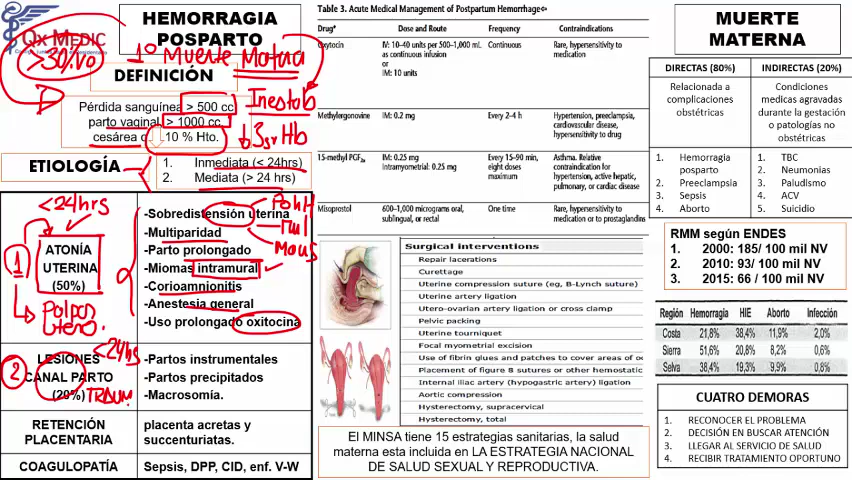 QX MEDIC
HEMORRAGIA
POSPARTO
>30% Vo
1º Muerte Materna
DEFINICIÓN
Pérdida sanguínea > 500 cc
parto vaginal, > 1000 cc.
cesárea o 10 % Hto.
Inestab
↓ 3gr Hb
ETIOLOGÍA
1. Inmediata (< 24hrs)
2. Mediata (> 24 hrs)
<24hrs
1
ATONÍA
UTERINA
(50%)
-Sobredistensión uterina
-Multiparidad
-Parto prolongado
-Miomas intramural
-Corioamnionitis
-Anestesia general
-Uso prolongado oxitocina
PoliH
<24hs
2
LESIONES
CANAL PARTO
(20%)
TRAUM
-Partos instrumentales
-Partos precipitados
-Macrosomía.
RETENCIÓN
PLACENTARIA
placenta acretas y
succenturiatas.
COAGULOPATÍA
Sepsis, DPP, CID, enf. V-W
Table 3. Acute Medical Management of Postpartum Hemorrhage
Drug* Dose and Route Frequency Contraindications
Oxytocin IV: 10–40 units per 500–1,000 mL Continuous Rare, hypersensitivity to
as continuous infusion medication
or
IM: 10 units
Methylergonovine IM: 0.2 mg Every 2–4 h Hypertension, preeclampsia,
cardiovascular disease,
hypersensitivity to drug
15-methyl PGF2α IM: 0.25 mg Every 15–90 min, Asthma. Relative
Intramyometrial: 0.25 mg eight doses contraindication for
maximum hypertension, active hepatic,
pulmonary, or cardiac disease
Misoprostol 600–1,000 micrograms oral, One time Rare, hypersensitivity to
sublingual, or rectal medication or to prostaglandins
Surgical interventions
Repair lacerations
Curettage
Uterine compression suture (eg, B-Lynch suture)
Uterine artery ligation
Utero-ovarian artery ligation or cross clamp
Pelvic packing
Uterine tourniquet
Focal myometrial excision
Use of fibrin glues and patches to cover areas of
Placement of figure 8 sutures or other hemostatic
Internal iliac artery (hypogastric artery) ligation
Aortic compression
Hysterectomy, supracervical
Hysterectomy, total
El MINSA tiene 15 estrategias sanitarias, la salud
materna esta incluida en LA ESTRATEGIA NACIONAL
DE SALUD SEXUAL Y REPRODUCTIVA.
MUERTE
MATERNA
DIRECTAS (80%) INDIRECTAS (20%)
Relacionada a
complicaciones
obstétricas
Condiciones
medicas agravadas
durante la gestación
o patologías no
obstétricas
1. Hemorragia
posparto
2. Preeclampsia
3. Sepsis
4. Aborto
1. TBC
2. Neumonias
3. Paludismo
4. ACV
5. Suicidio
RMM según ENDES
1. 2000: 185/ 100 mil NV
2. 2010: 93/ 100 mil NV
3. 2015: 66 / 100 mil NV
Región Hemorragia HIE Aborto Infección
Costa 21,8% 38,4% 11,9% 2,0%
Sierra 51,6% 20,8% 8,2% 0,6%
Selva 38,4% 19,3% 9,9% 0,8%
CUATRO DEMORAS
1. RECONOCER EL PROBLEMA
2. DECISIÓN EN BUSCAR ATENCIÓN
3. LLEGAR AL SERVICIO DE SALUD
4. RECIBIR TRATAMIENTO OPORTUNO